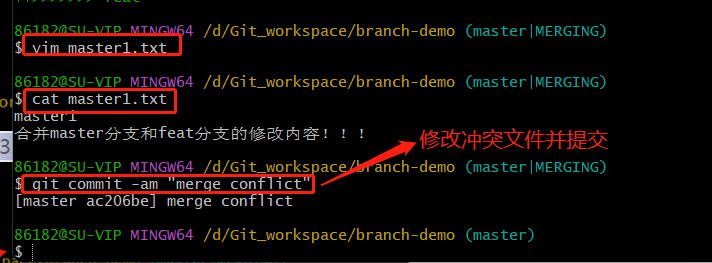 86182@SU-VIP MINGW64 /d/Git_workspace/branch-demo (master|MERGING)
$ vim master1.txt
86182@SU-VIP MINGW64 /d/Git_workspace/branch-demo (master|MERGING)
$ cat master1.txt
master1
合并master分支和feat分支的修改内容!!!
修改冲突文件并提交
86182@SU-VIP MINGW64 /d/Git_workspace/branch-demo (master|MERGING)
$ git commit -am "merge conflict"
[master ac206be] merge conflict
86182@SU-VIP MINGW64 /d/Git_workspace/branch-demo (master)
$
3